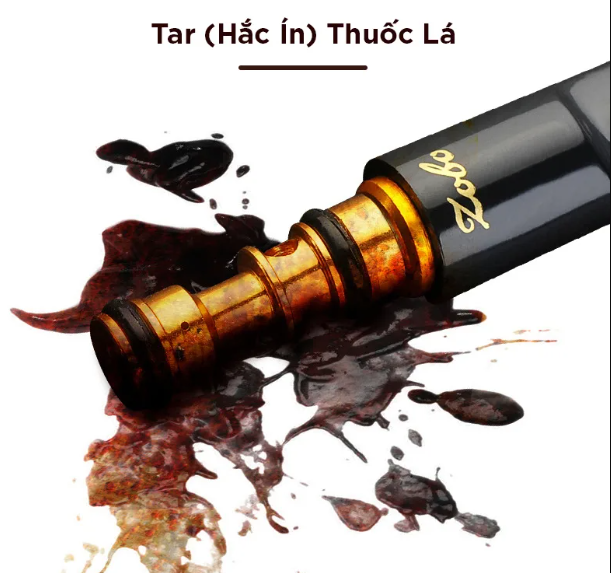 Tar (Hắc Ín) Thuốc Lá
Zobo